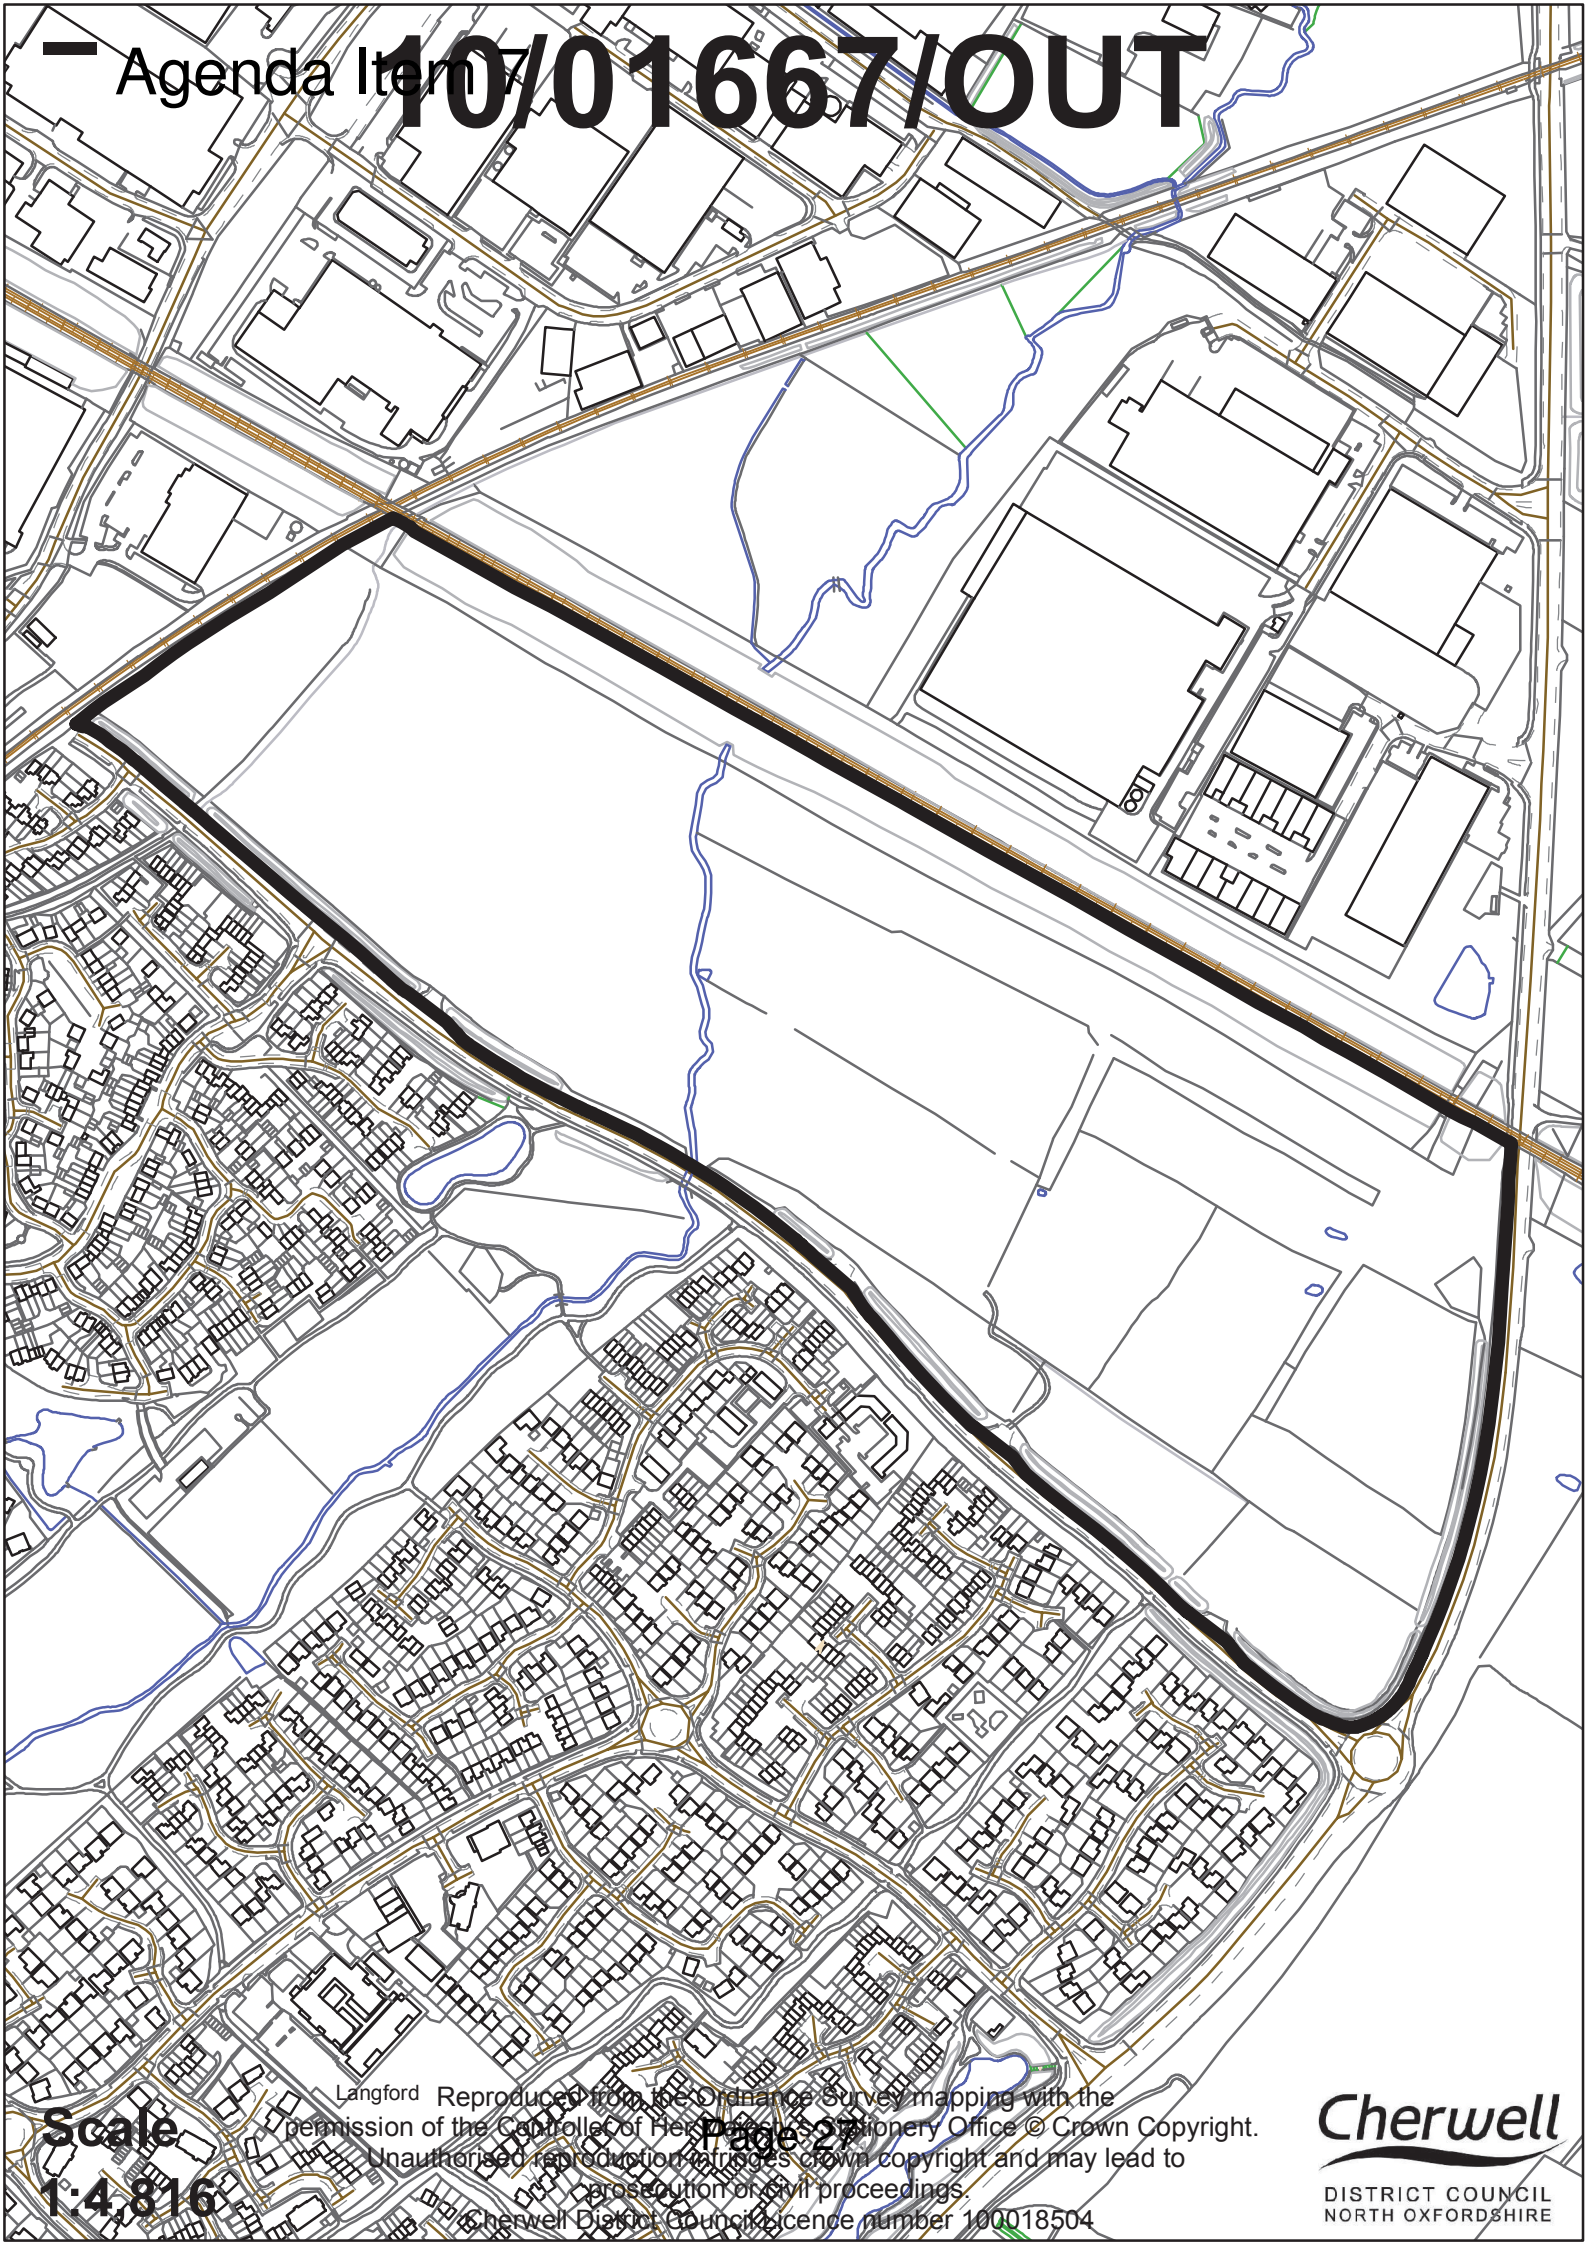 Agenda Item 7
10/01667/OUT
Langford
Reproduced from the Ordnance Survey mapping with the
permission of the Controller of Her Majesty's Stationery Office © Crown Copyright.
Unauthorised reproduction infringes crown copyright and may lead to
prosecution or civil proceedings.
Cherwell District Council Licence number 100018504
Page 27
Scale
1:4,816
Cherwell
DISTRICT COUNCIL
NORTH OXFORDSHIRE